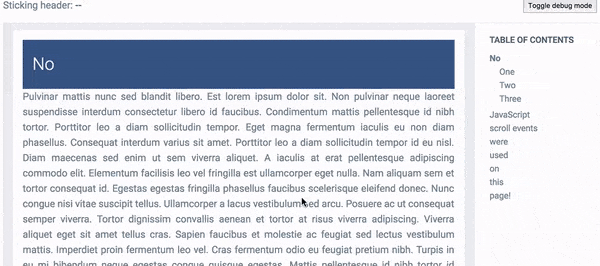 Sticking header: --
Toggle debug mode
No
Pulvinar mattis nunc sed blandit libero. Est lorem ipsum dolor sit. Non pulvinar neque laoreet
suspendisse interdum consectetur libero id faucibus. Condimentum mattis pellentesque id nibh
tortor. Porttitor leo a diam sollicitudin tempor. Eget magna fermentum iaculis eu non diam
phasellus. Consequat interdum varius sit amet. Porttitor leo a diam sollicitudin tempor id eu nisl.
Diam maecenas sed enim ut sem viverra aliquet. A iaculis at erat pellentesque adipiscing
commodo elit. Elementum facilisis leo vel fringilla est ullamcorper eget nulla. Nam aliquam sem et
tortor consequat id. Egestas egestas fringilla phasellus faucibus scelerisque eleifend donec. Nunc
congue nisi vitae suscipit tellus. Ullamcorper a lacus vestibulum sed arcu. Posuere ac ut consequat
semper viverra. Tortor dignissim convallis aenean et tortor at risus viverra adipiscing. Viverra
aliquet eget sit amet tellus cras. Sapien faucibus et molestie ac feugiat sed lectus vestibulum
mattis. Imperdiet proin fermentum leo vel. Cras fermentum odio eu feugiat pretium nibh. Turpis in
eu mi bibendum neque egestas congue quisque egestas. Mattis pellentesque id nibh tortor id
TABLE OF CONTENTS
No
One
Two
Three
JavaScript
scroll events
were
used
on
this
page!